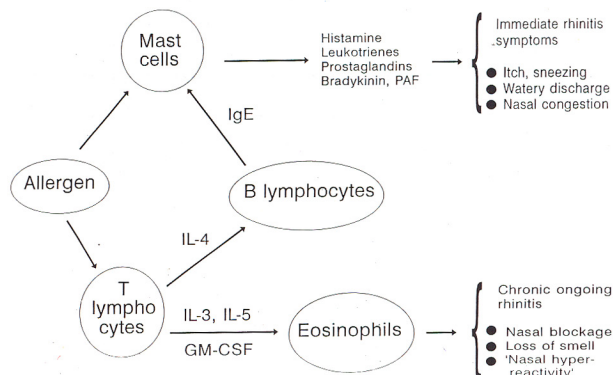 Mast
cells
Histamine
Leukotrienes
Prostaglandins
Bradykinin, PAF
Immediate rhinitis
symptoms
● Itch, sneezing
● Watery discharge
● Nasal congestion
IgE
Allergen
B lymphocytes
IL-4
T
lympho
cytes
IL-3, IL-5
GM-CSF
Eosinophils
Chronic ongoing
rhinitis
● Nasal blockage
● Loss of smell
● 'Nasal hyper-
reactivity'